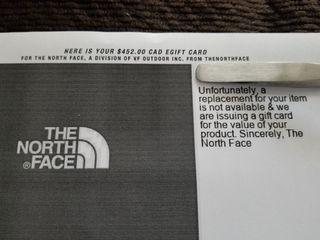 HERE IS YOUR $452.00 CAD EGIFT CARD
FOR THE NORTH FACE, A DIVISION OF VF OUTDOOR INC. FROM THENORTHFACE
THE
NORTH
FACE®
Unfortunately, a
replacement for your item
is not available & we
are issuing a gift card
for the value of your
product. Sincerely, The
North Face